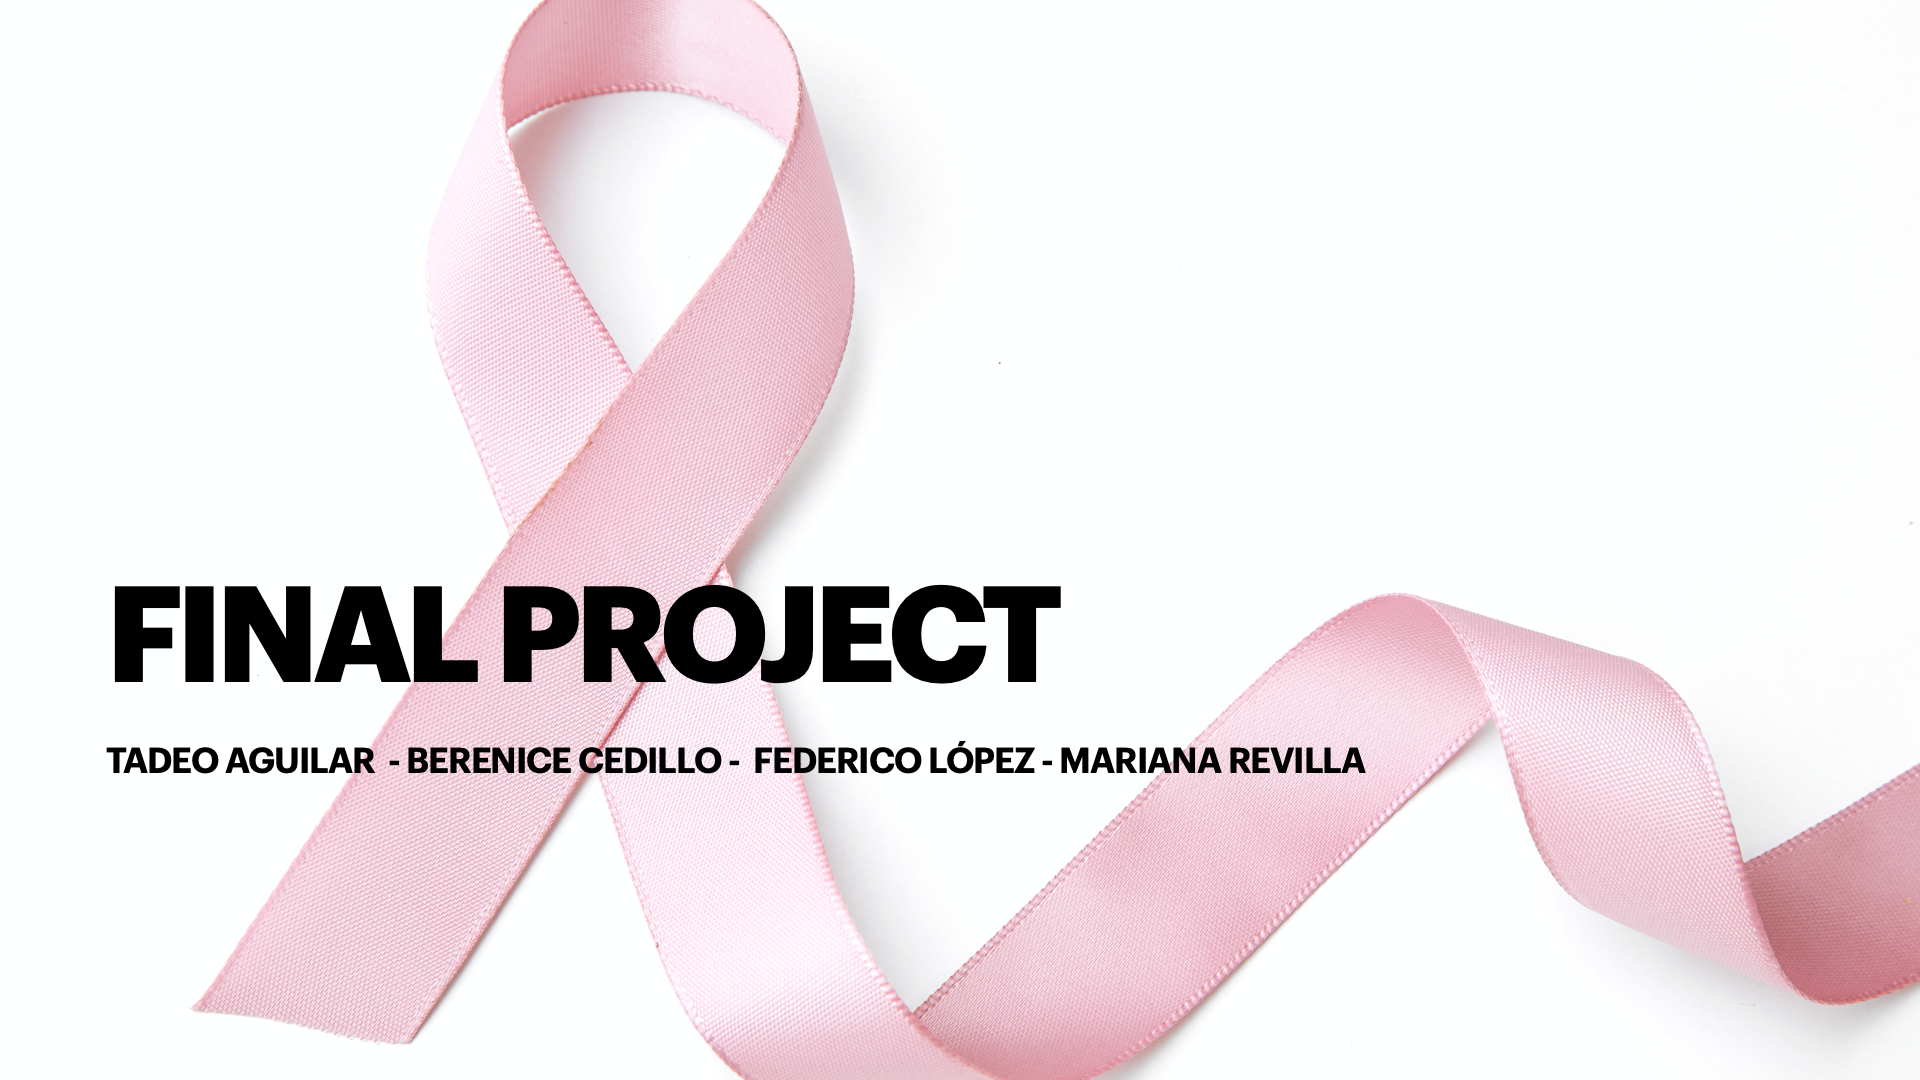 FINAL PROJECT
TADEO AGUILAR - BERENICE CEDILLO - FEDERICO LÓPEZ - MARIANA REVILLA